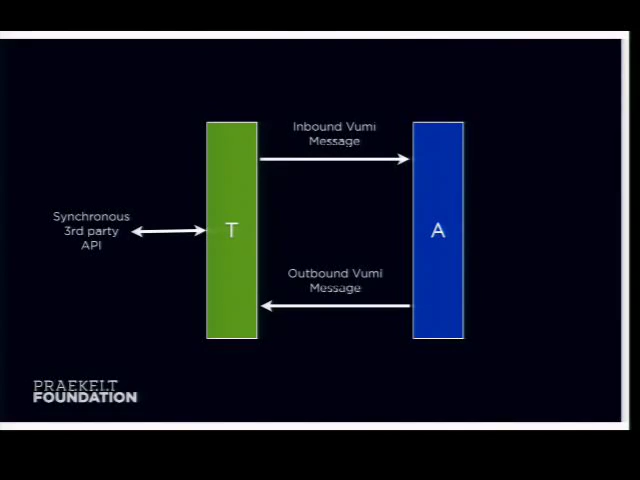 Inbound Vumi
Message
Synchronous
3rd party
API
T
A
Outbound Vumi
Message
PRAEKELT
FOUNDATION